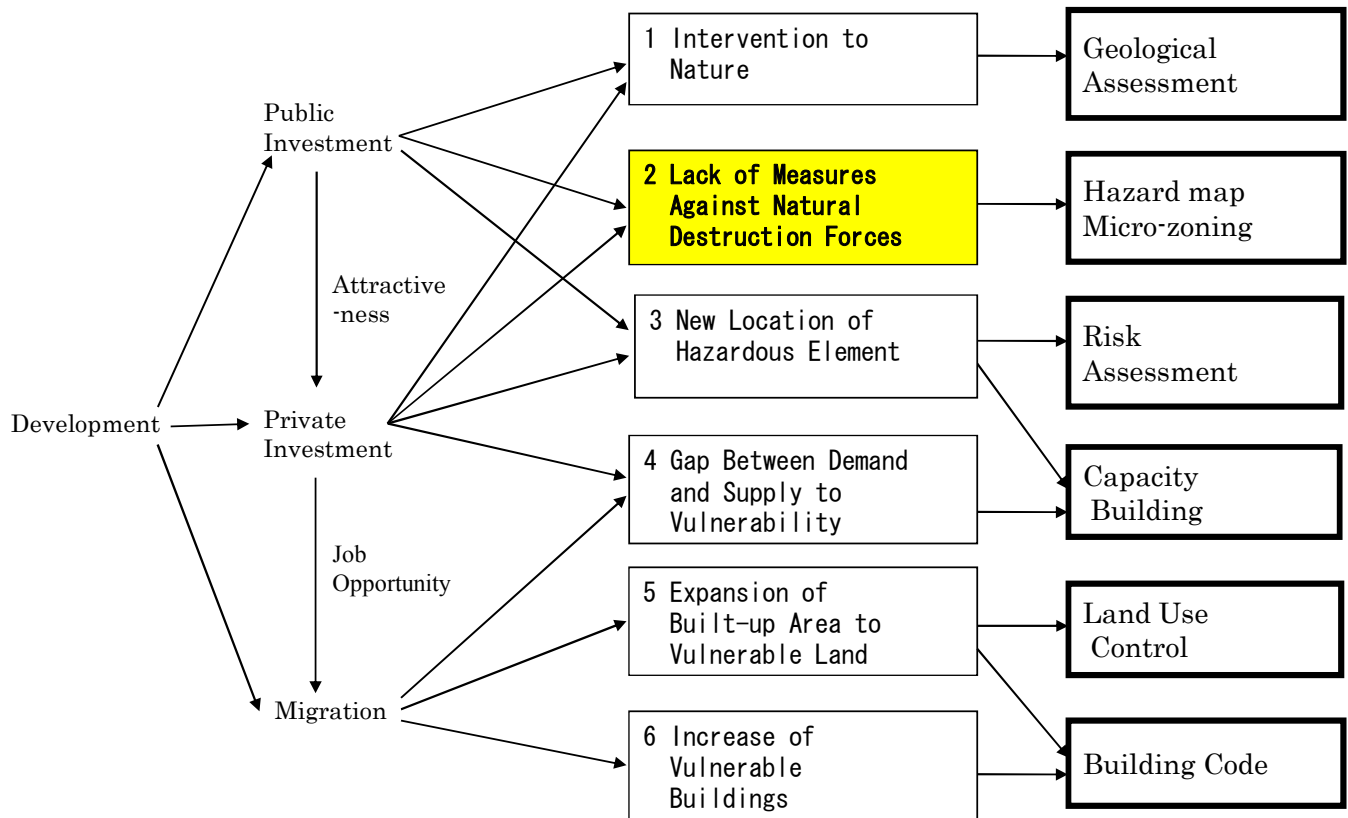 Development
Public
Investment
Attractive
-ness
Private
Investment
Job
Opportunity
Migration
1 Intervention to
Nature
2 Lack of Measures
Against Natural
Destruction Forces
3 New Location of
Hazardous Element
4 Gap Between Demand
and Supply to
Vulnerability
5 Expansion of
Built-up Area to
Vulnerable Land
6 Increase of
Vulnerable
Buildings
Geological
Assessment
Hazard map
Micro-zoning
Risk
Assessment
Capacity
Building
Land Use
Control
Building Code